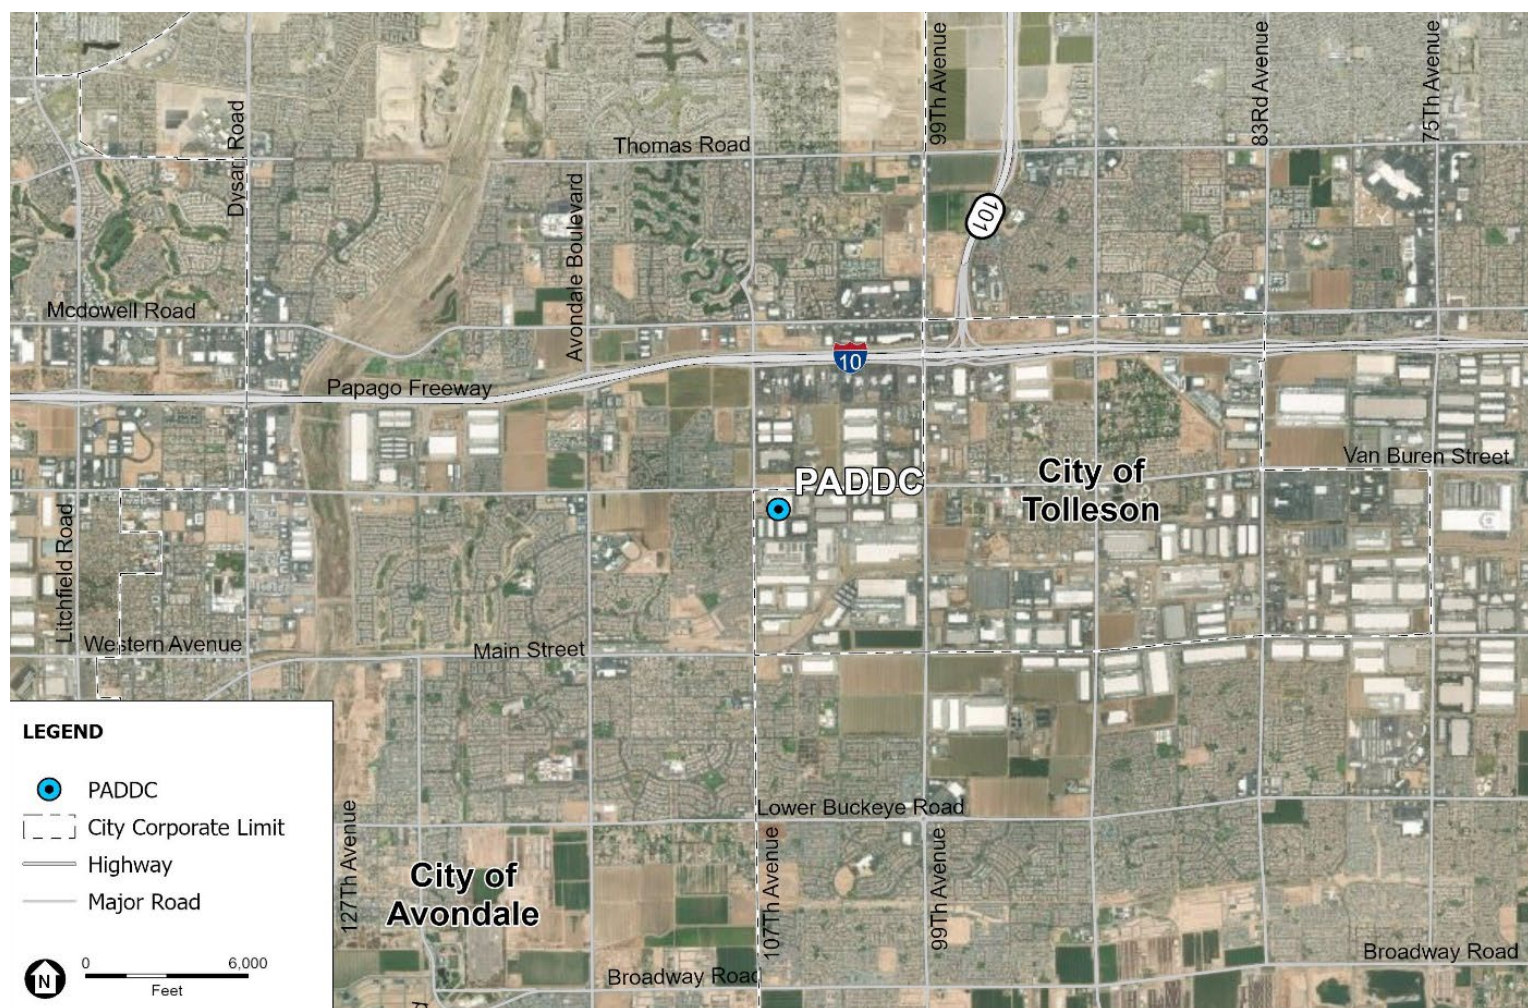 99Th Avenue
83Rd Avenue
75Th Avenue
Dysart Road
Thomas Road
Avondale Boulevard
101
Mcdowell Road
10
Papago Freeway
Van Buren Street
PADDC
City of
Tolleson
Litchfield Road
Western Avenue
Main Street
Lower Buckeye Road
127Th Avenue
City of
Avondale
107Th Avenue
99Th Avenue
Broadway Road
Broadway Road
LEGEND
PADDC
City Corporate Limit
Highway
Major Road
N
0 6,000
Feet